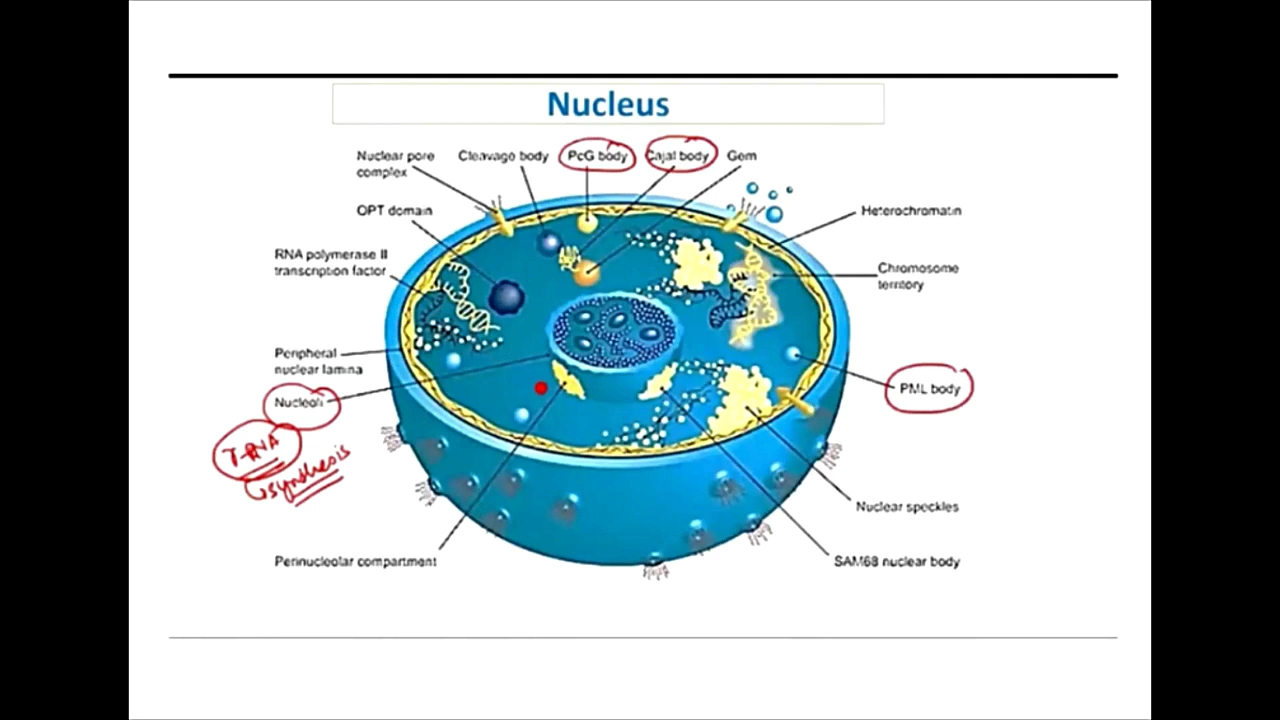 Nucleus
Nuclear pore
complex
Cleavage body
PcG body
Cajal body
Gem
OPT domain
Heterochromatin
RNA polymerase II
transcription factor
Chromosome
territory
Peripheral
nuclear lamina
Nucleoli
PML body
synthesis
Nuclear speckles
Perinucleolar compartment
SAM68 nuclear body